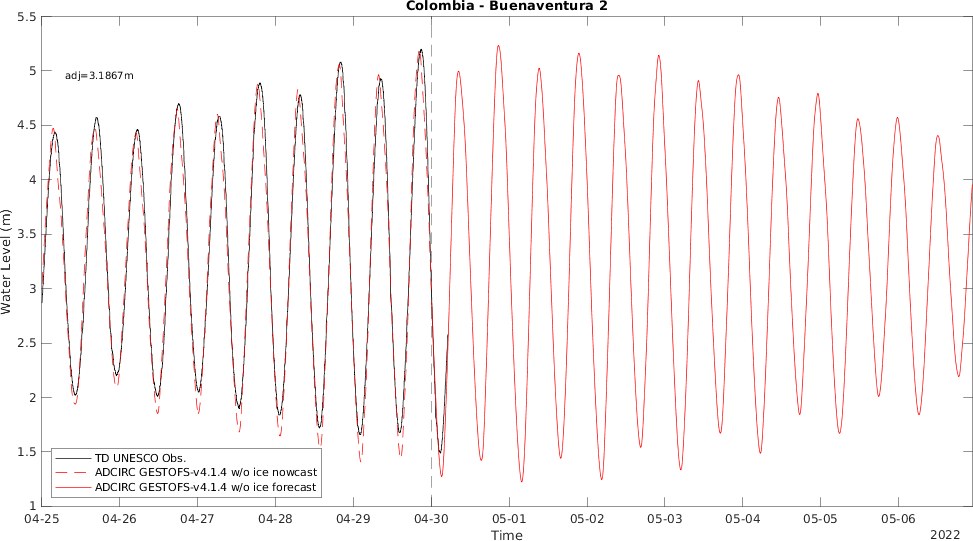 Colombia - Buenaventura 2
5.5
5
4.5
4
3.5
3
2.5
2
1.5
1
Water Level (m)
adj=3.1867m
TD UNESCO Obs.
ADCIRC GESTOFS-v4.1.4 w/o ice nowcast
ADCIRC GESTOFS-v4.1.4 w/o ice forecast
04-25 04-26 04-27 04-28 04-29 04-30 05-01 05-02 05-03 05-04 05-05 05-06
Time
2022